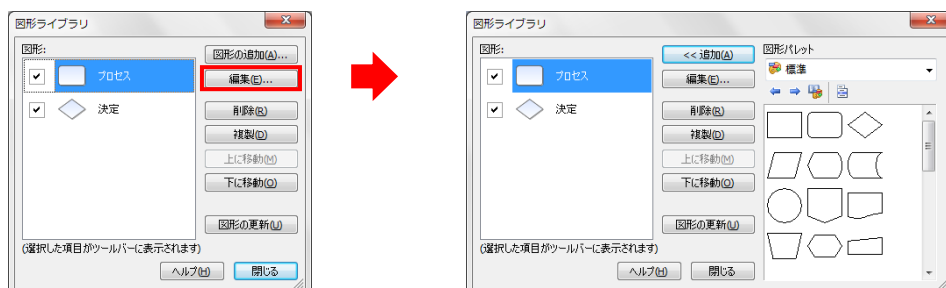 図形ライブラリ
図形:
プロセス
決定
図形の追加(A)...
編集(E)...
削除(R)
複製(D)
上に移動(M)
下に移動(O)
図形の更新(U)
(選択した項目がツールバーに表示されます)
ヘルプ(H)
閉じる
図形ライブラリ
図形:
プロセス
決定
<< 追加(A)
編集(E)...
削除(R)
複製(D)
上に移動(M)
下に移動(O)
図形の更新(U)
(選択した項目がツールバーに表示されます)
ヘルプ(H)
閉じる
図形パレット
標準